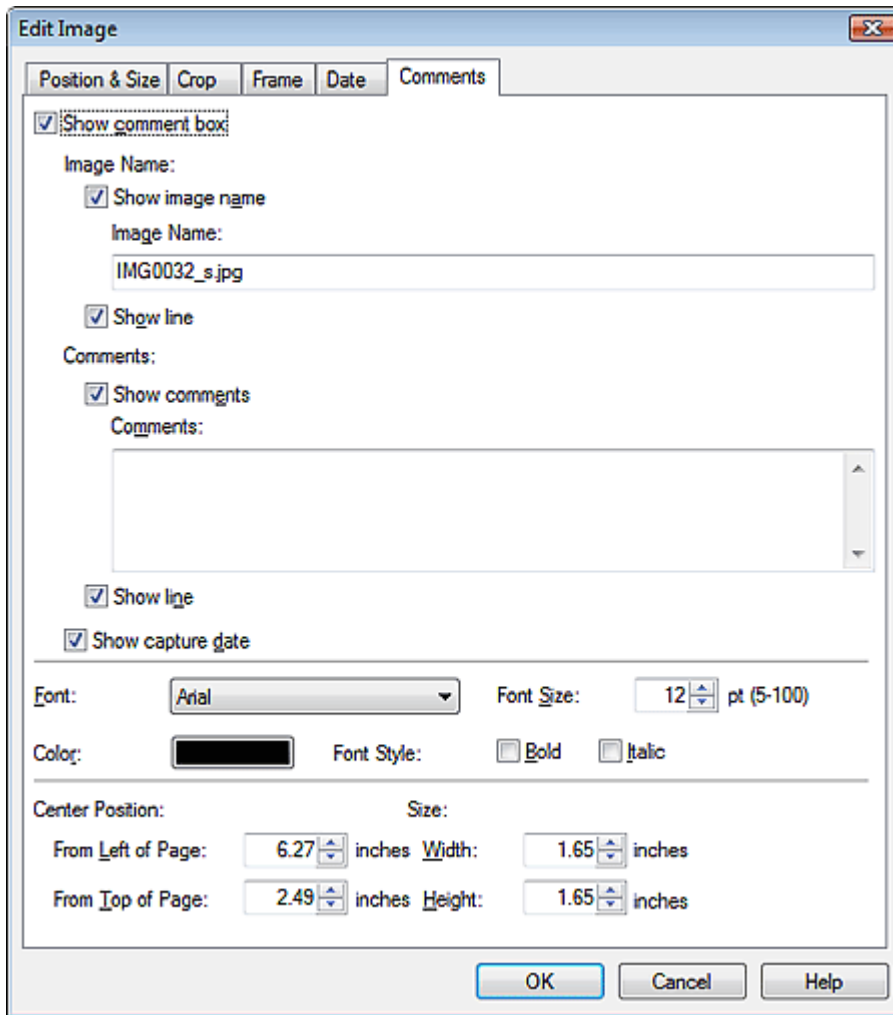 Edit Image
Position & Size Crop Frame Date Comments
Show comment box
Image Name:
Show image name
Image Name:
IMG0032_s.jpg
Show line
Comments:
Show comments
Comments:
Show line
Show capture date
Font: Arial Font Size: 12 pt (5-100)
Color: Font Style: Bold Italic
Center Position: Size:
From Left of Page: 6.27 inches Width: 1.65 inches
From Top of Page: 2.49 inches Height: 1.65 inches
OK Cancel Help